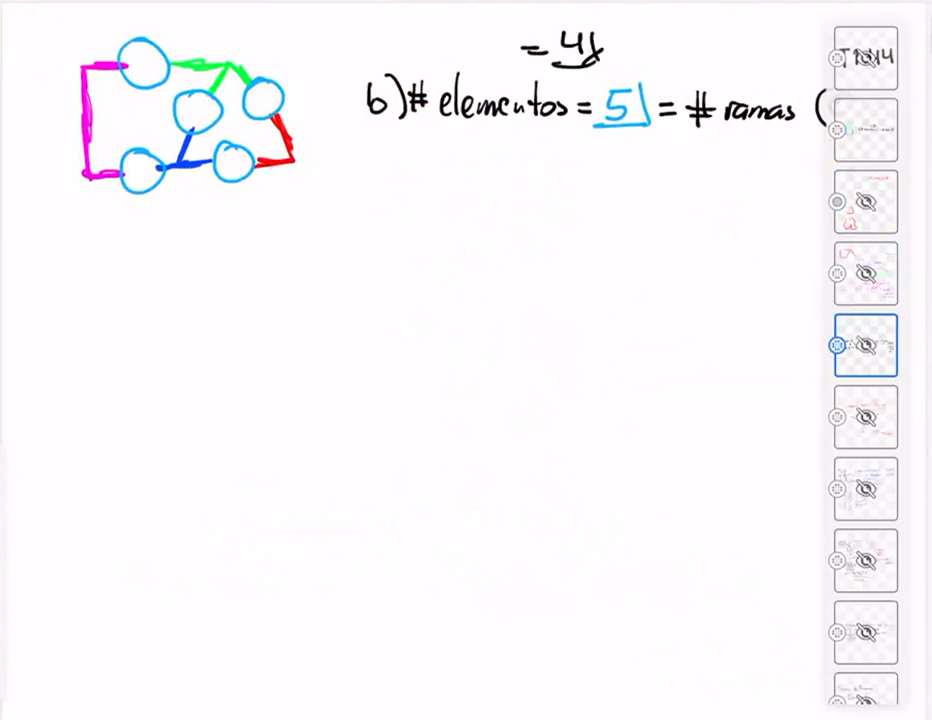 = 4
b) # elementos = 5 = # ramas (